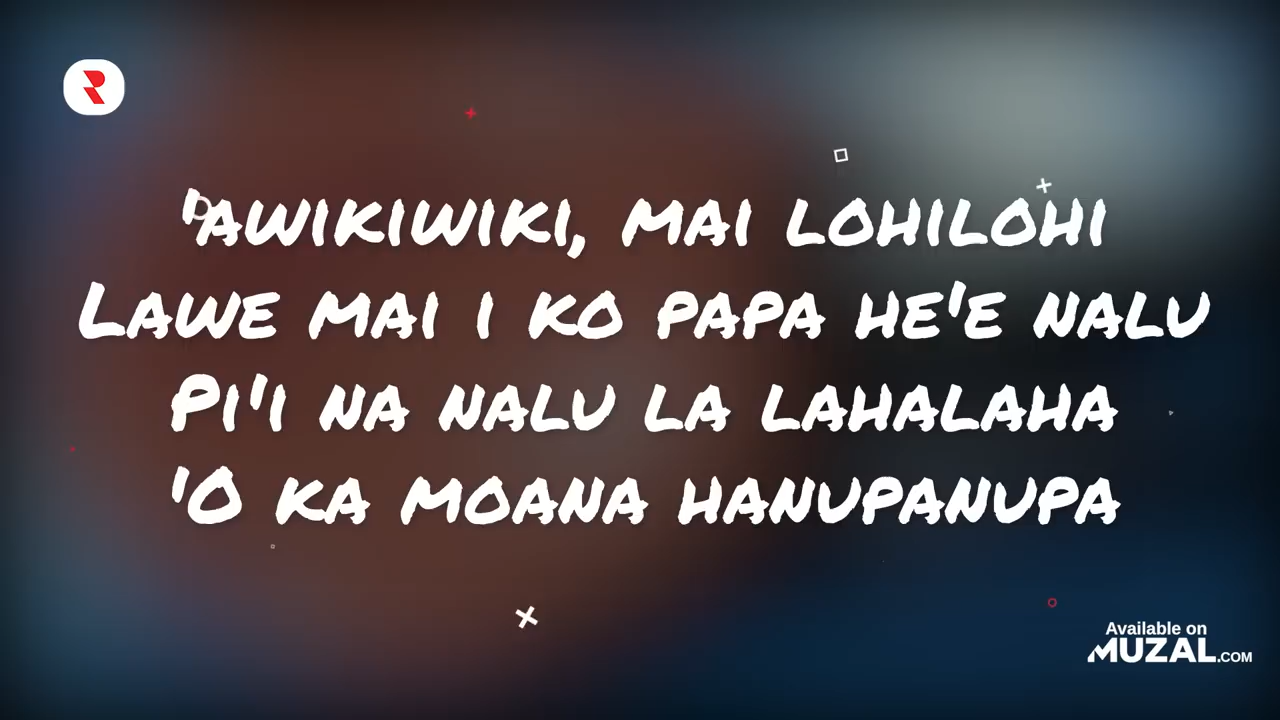 'AWIKIWIKI, MAI LOHILOHI
LAWE MAI I KO PAPA HE'E NALU
PI'I NA NALU LA LAHALAHA
'O KA MOANA HANUPANUPA
Available on
MUZAL.COM